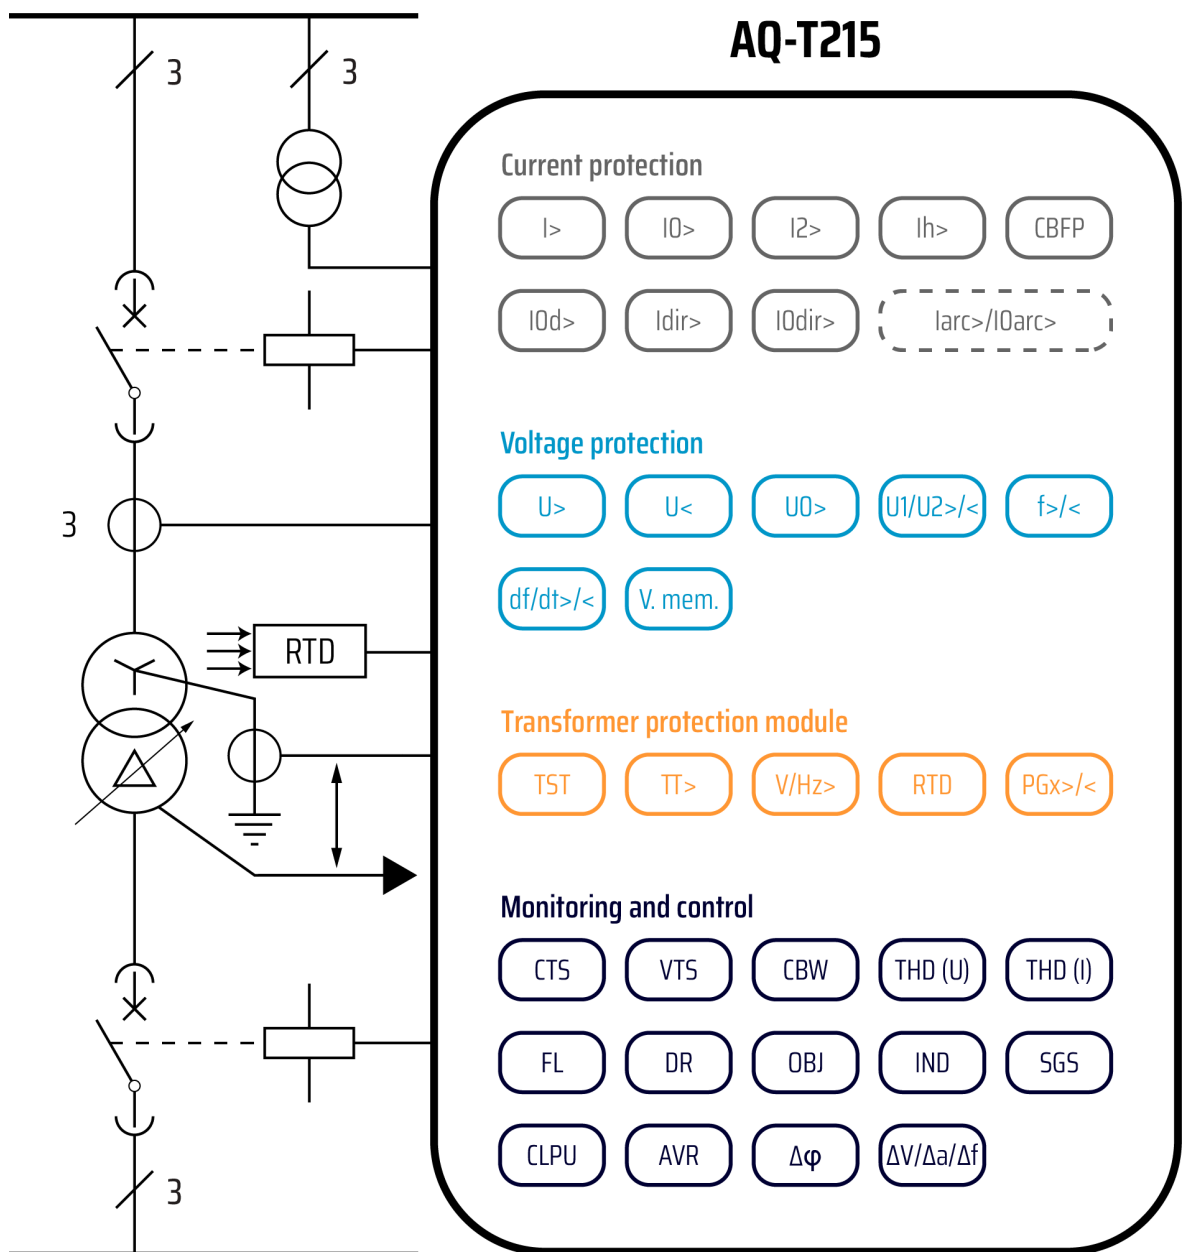 AQ-T215
3
3
Current protection
I>
I0>
I2>
Ih>
CBFP
I0d>
Idir>
I0dir>
Iarc>/I0arc>
Voltage protection
U>
U<
U0>
U1/U2>/<
f>/<
3
df/dt>/<
V. mem.
RTD
Transformer protection module
TST
TT>
V/Hz>
RTD
PGx>/<
Monitoring and control
CTS
VTS
CBW
THD (U)
THD (I)
FL
DR
OBJ
IND
SGS
CLPU
AVR
Δφ
ΔV/Δa/Δf
3